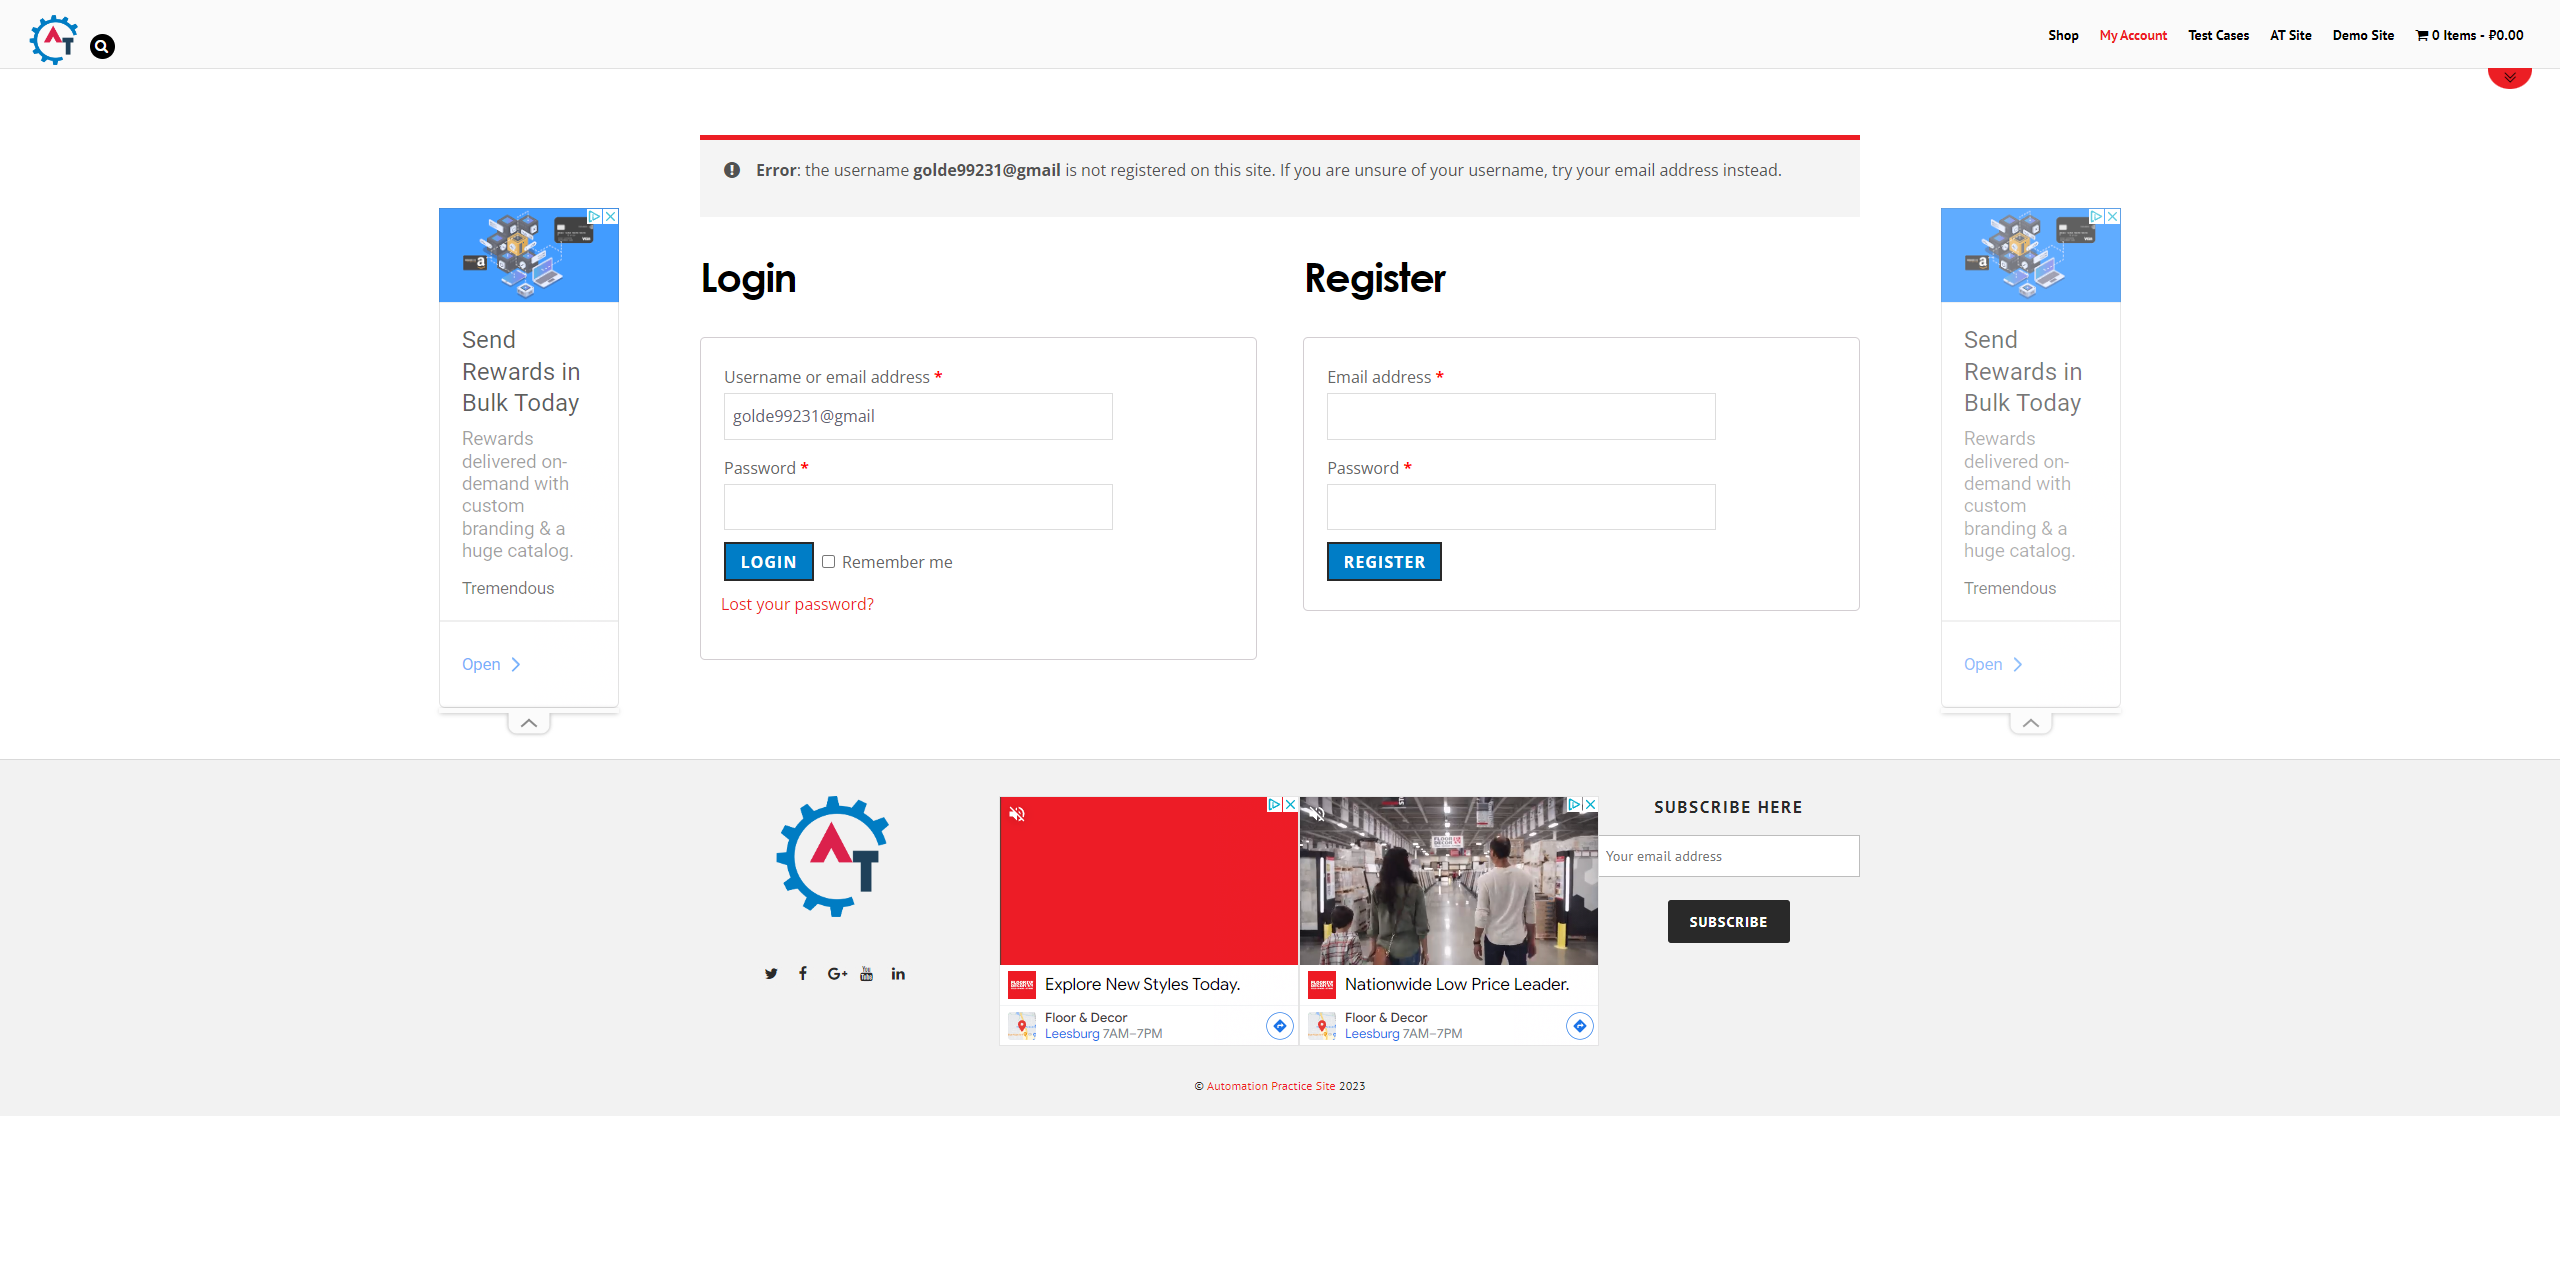 AT
Shop
My Account
Test Cases
AT Site
Demo Site
0 Items - ₽0.00
Error: the username golde99231@gmail is not registered on this site. If you are unsure of your username, try your email address instead.
Login
Username or email address *
golde99231@gmail
Password *
LOGIN
Remember me
Lost your password?
Register
Email address *
Password *
REGISTER
Send
Rewards in
Bulk Today
Rewards
delivered on-
demand with
custom
branding & a
huge catalog.
Tremendous
Open
Send
Rewards in
Bulk Today
Rewards
delivered on-
demand with
custom
branding & a
huge catalog.
Tremendous
Open
AT
Explore New Styles Today.
Floor & Decor
Leesburg 7AM–7PM
Nationwide Low Price Leader.
Floor & Decor
Leesburg 7AM–7PM
SUBSCRIBE HERE
Your email address
SUBSCRIBE
© Automation Practice Site 2023